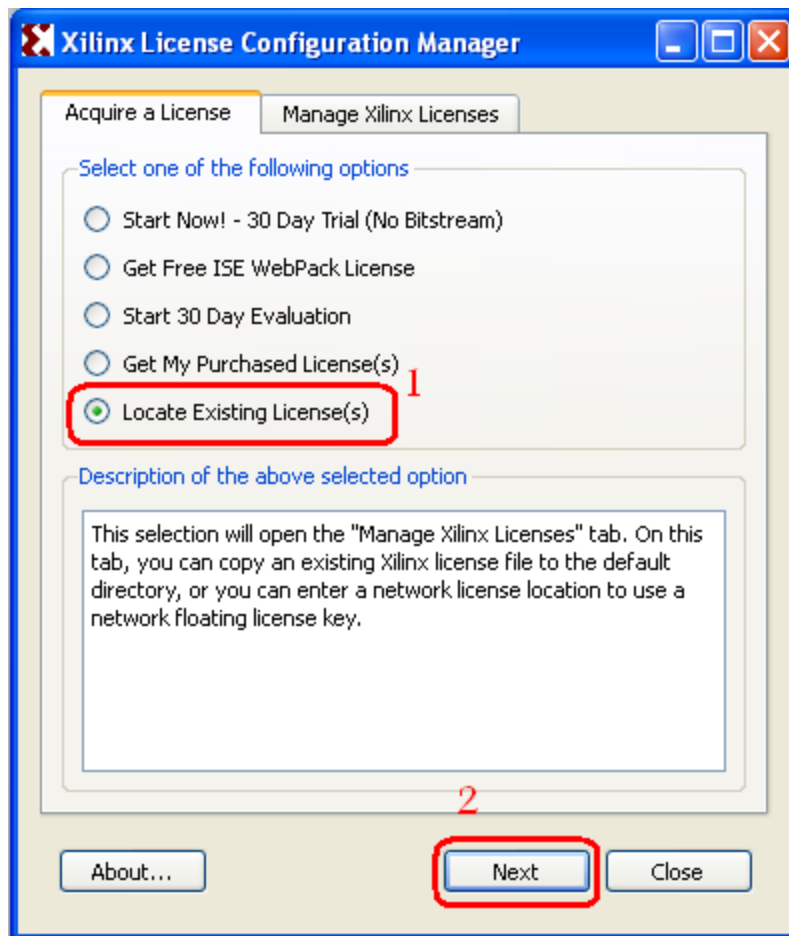 Xilinx License Configuration Manager
Acquire a License
Manage Xilinx Licenses
Select one of the following options
Start Now! - 30 Day Trial (No Bitstream)
Get Free ISE WebPack License
Start 30 Day Evaluation
Get My Purchased License(s)
1
Locate Existing License(s)
Description of the above selected option
This selection will open the "Manage Xilinx Licenses" tab. On this
tab, you can copy an existing Xilinx license file to the default
directory, or you can enter a network license location to use a
network floating license key.
2
About...
Next
Close